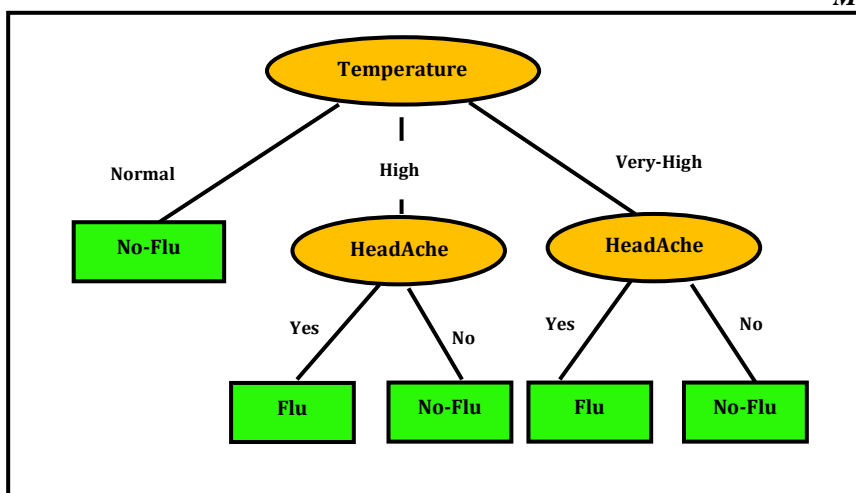 M
Temperature
Normal
High
Very-High
No-Flu
HeadAche
HeadAche
Yes
No
Yes
No
Flu
No-Flu
Flu
No-Flu